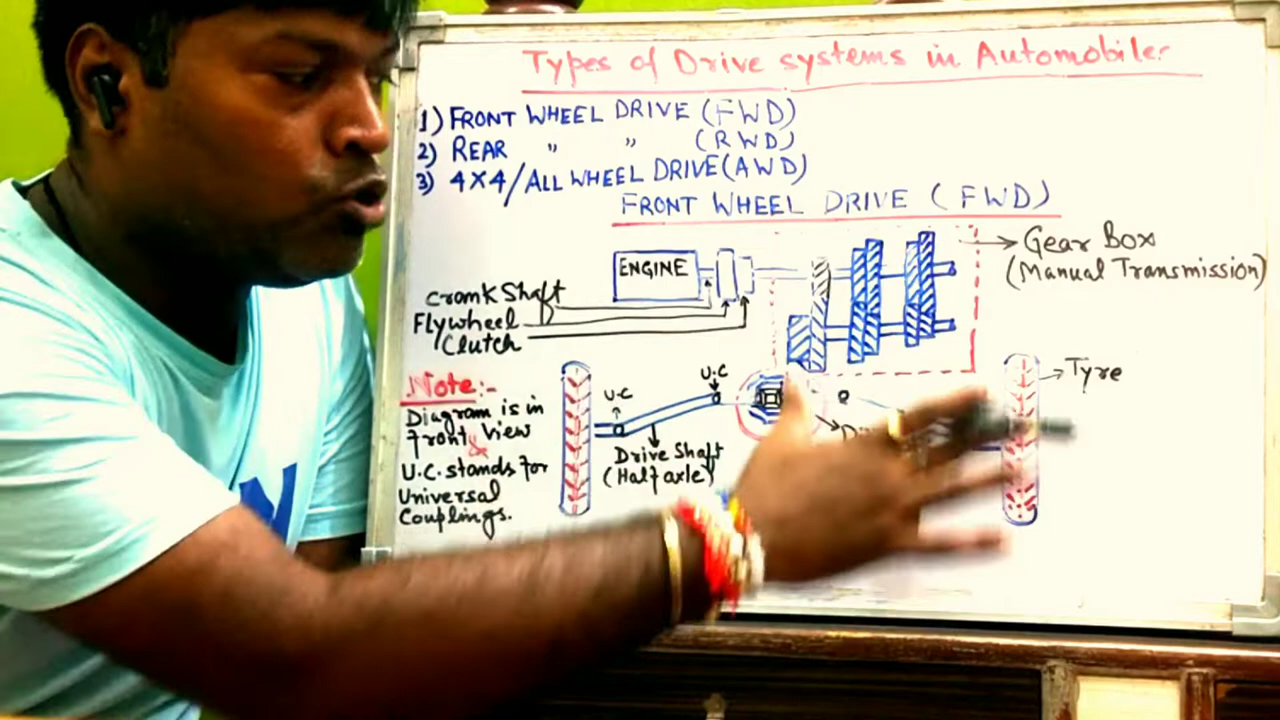 Types of Drive systems in Automobiles
1) FRONT WHEEL DRIVE (FWD)
2) REAR " " (RWD)
3) 4X4/ALL WHEEL DRIVE (AWD)
FRONT WHEEL DRIVE (FWD)
ENGINE
Gear Box
(Manual Transmission)
Crank Shaft
Flywheel
Clutch
Note:-
Diagram is in
front view
&
U.C. stands for
Universal
Couplings.
U.C
U.C
Drive Shaft
(Half axle)
Tyre